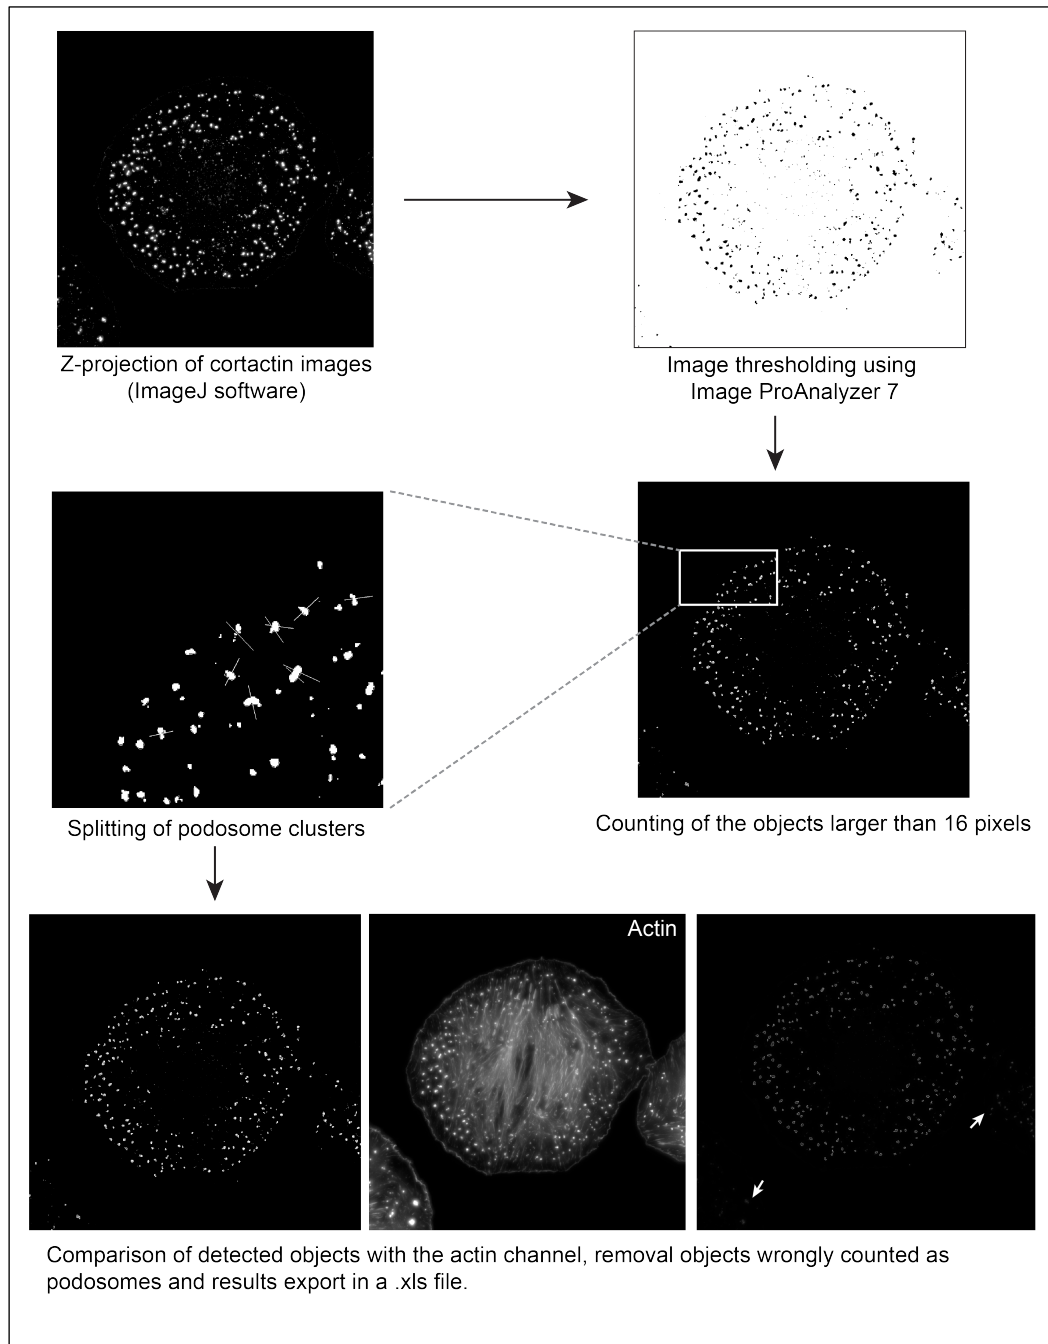 Z-projection of cortactin images
(ImageJ software)
Image thresholding using
Image ProAnalyzer 7
Splitting of podosome clusters
Counting of the objects larger than 16 pixels
Actin
Comparison of detected objects with the actin channel, removal objects wrongly counted as
podosomes and results export in a .xls file.